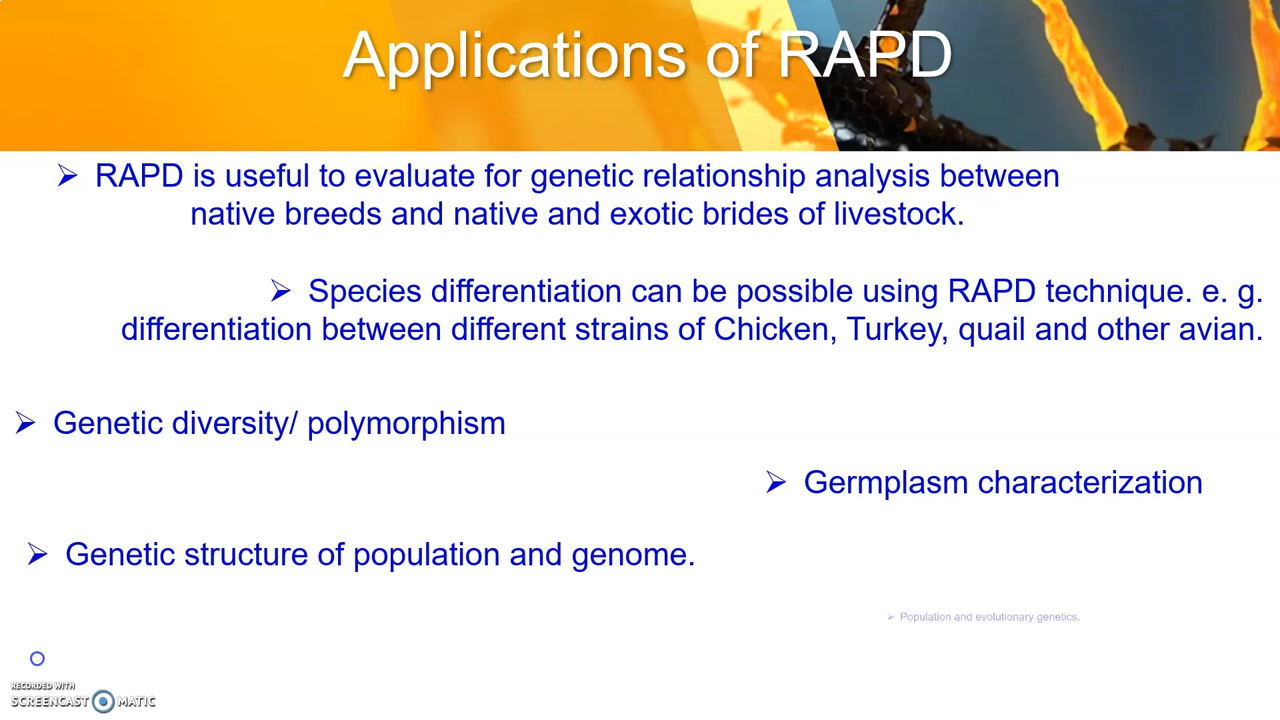 Applications of RAPD
➢ RAPD is useful to evaluate for genetic relationship analysis between
native breeds and native and exotic brides of livestock.
➢ Species differentiation can be possible using RAPD technique. e. g.
differentiation between different strains of Chicken, Turkey, quail and other avian.
➢ Genetic diversity/ polymorphism
➢ Germplasm characterization
➢ Genetic structure of population and genome.
➢ Population and evolutionary genetics.
RECORDED WITH
SCREENCAST MATIC